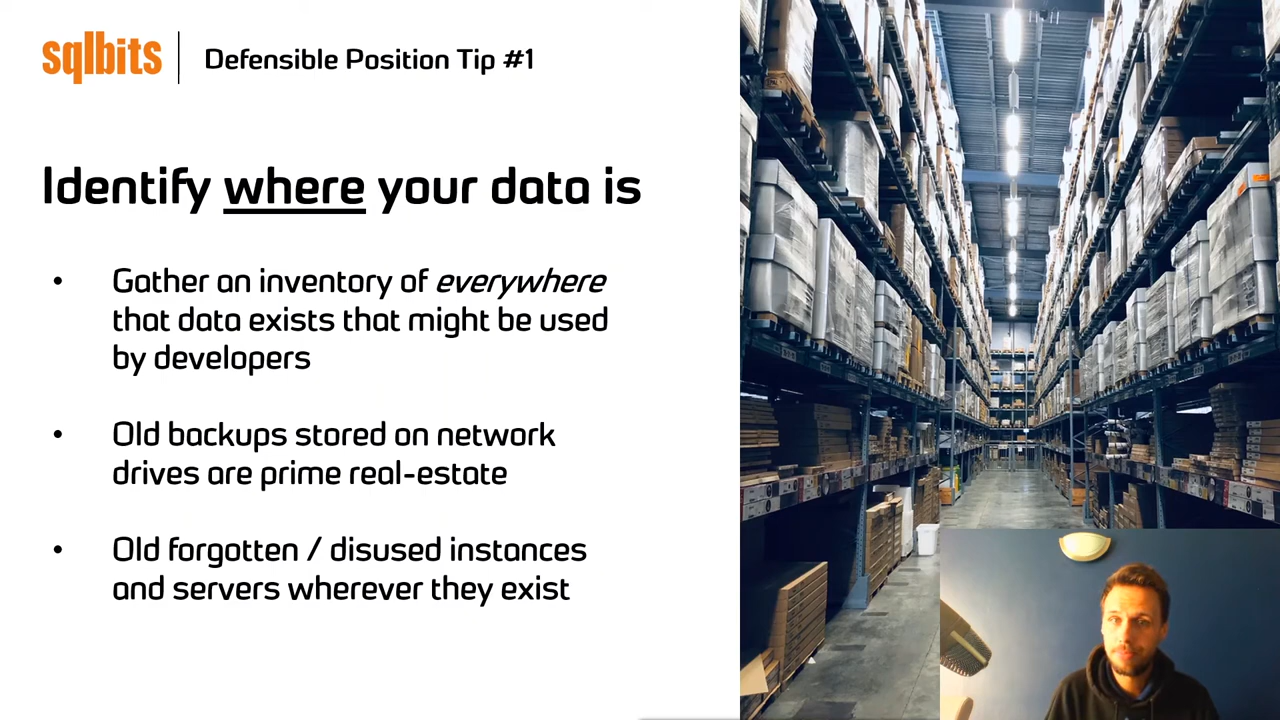 sqlbits
Defensible Position Tip #1
Identify where your data is
• Gather an inventory of everywhere
that data exists that might be used
by developers
• Old backups stored on network
drives are prime real-estate
• Old forgotten / disused instances
and servers wherever they exist